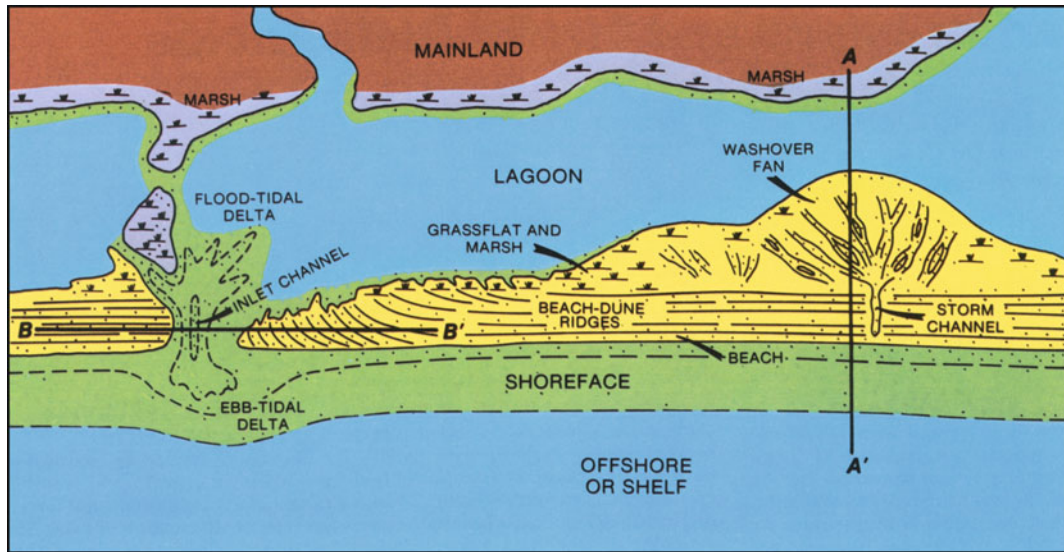 MAINLAND
A
MARSH
MARSH
WASHOVER
FAN
LAGOON
FLOOD-TIDAL
DELTA
GRASSFLAT AND
MARSH
INLET CHANNEL
B
B'
BEACH-DUNE
RIDGES
STORM
CHANNEL
BEACH
SHOREFACE
EBB-TIDAL
DELTA
A'
OFFSHORE
OR SHELF